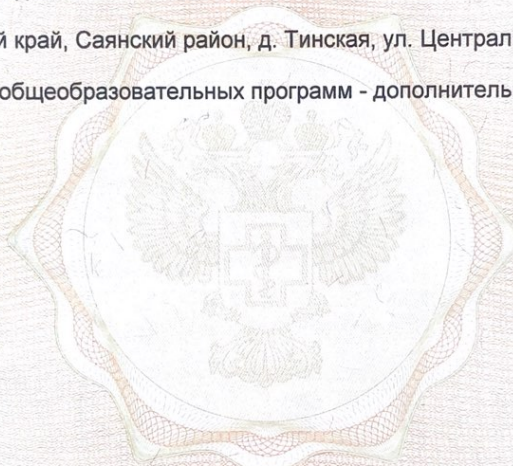 й край, Саянский район, д. Тинская, ул. Централ
общеобразовательных программ - дополнитель